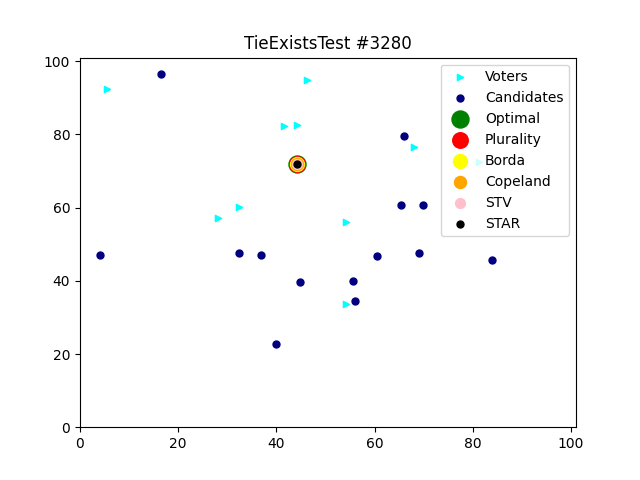 TieExistsTest #3280
100
80
60
40
20
0
0 20 40 60 80 100
Voters
Candidates
Optimal
Plurality
Borda
Copeland
STV
STAR